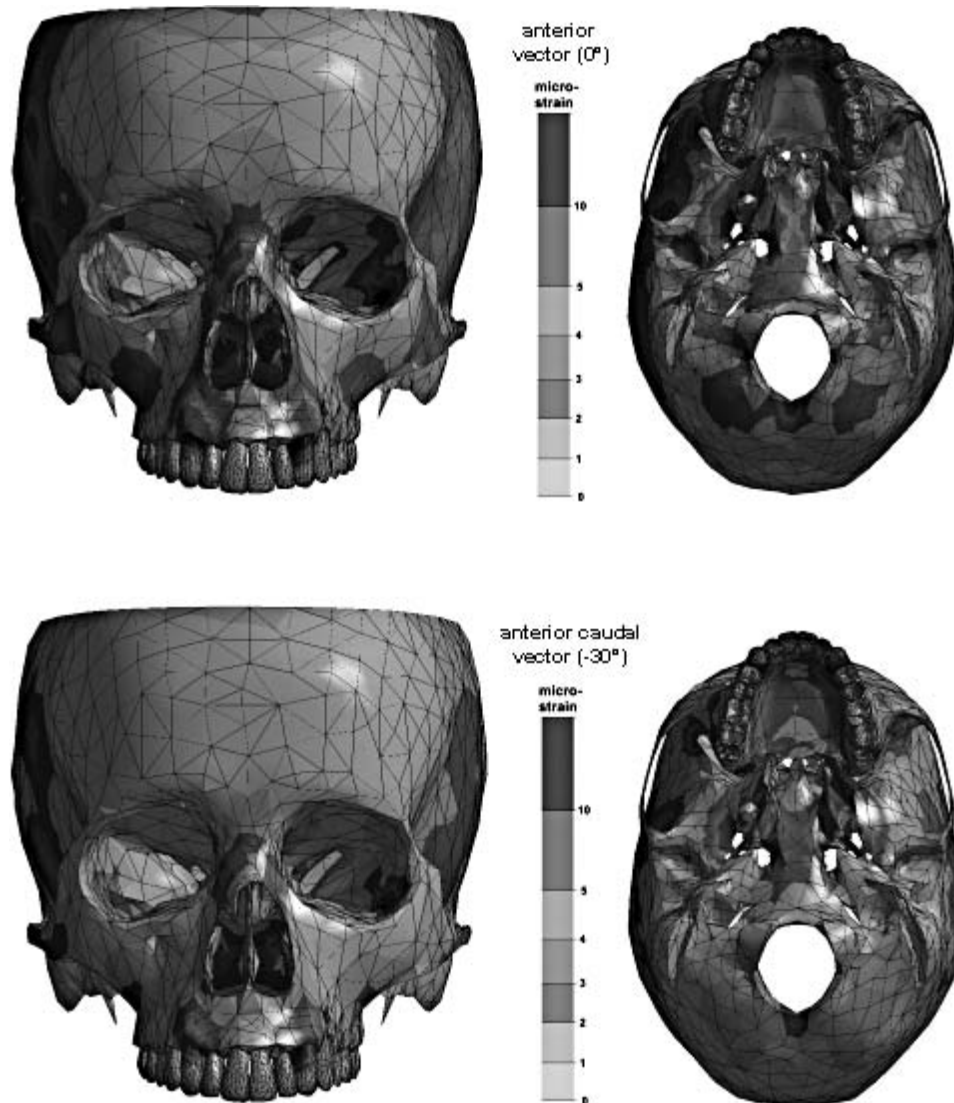 anterior
vector (0°)
micro-
strain
10
5
4
3
2
1
0
anterior caudal
vector (-30°)
micro-
strain
10
5
4
3
2
1
0